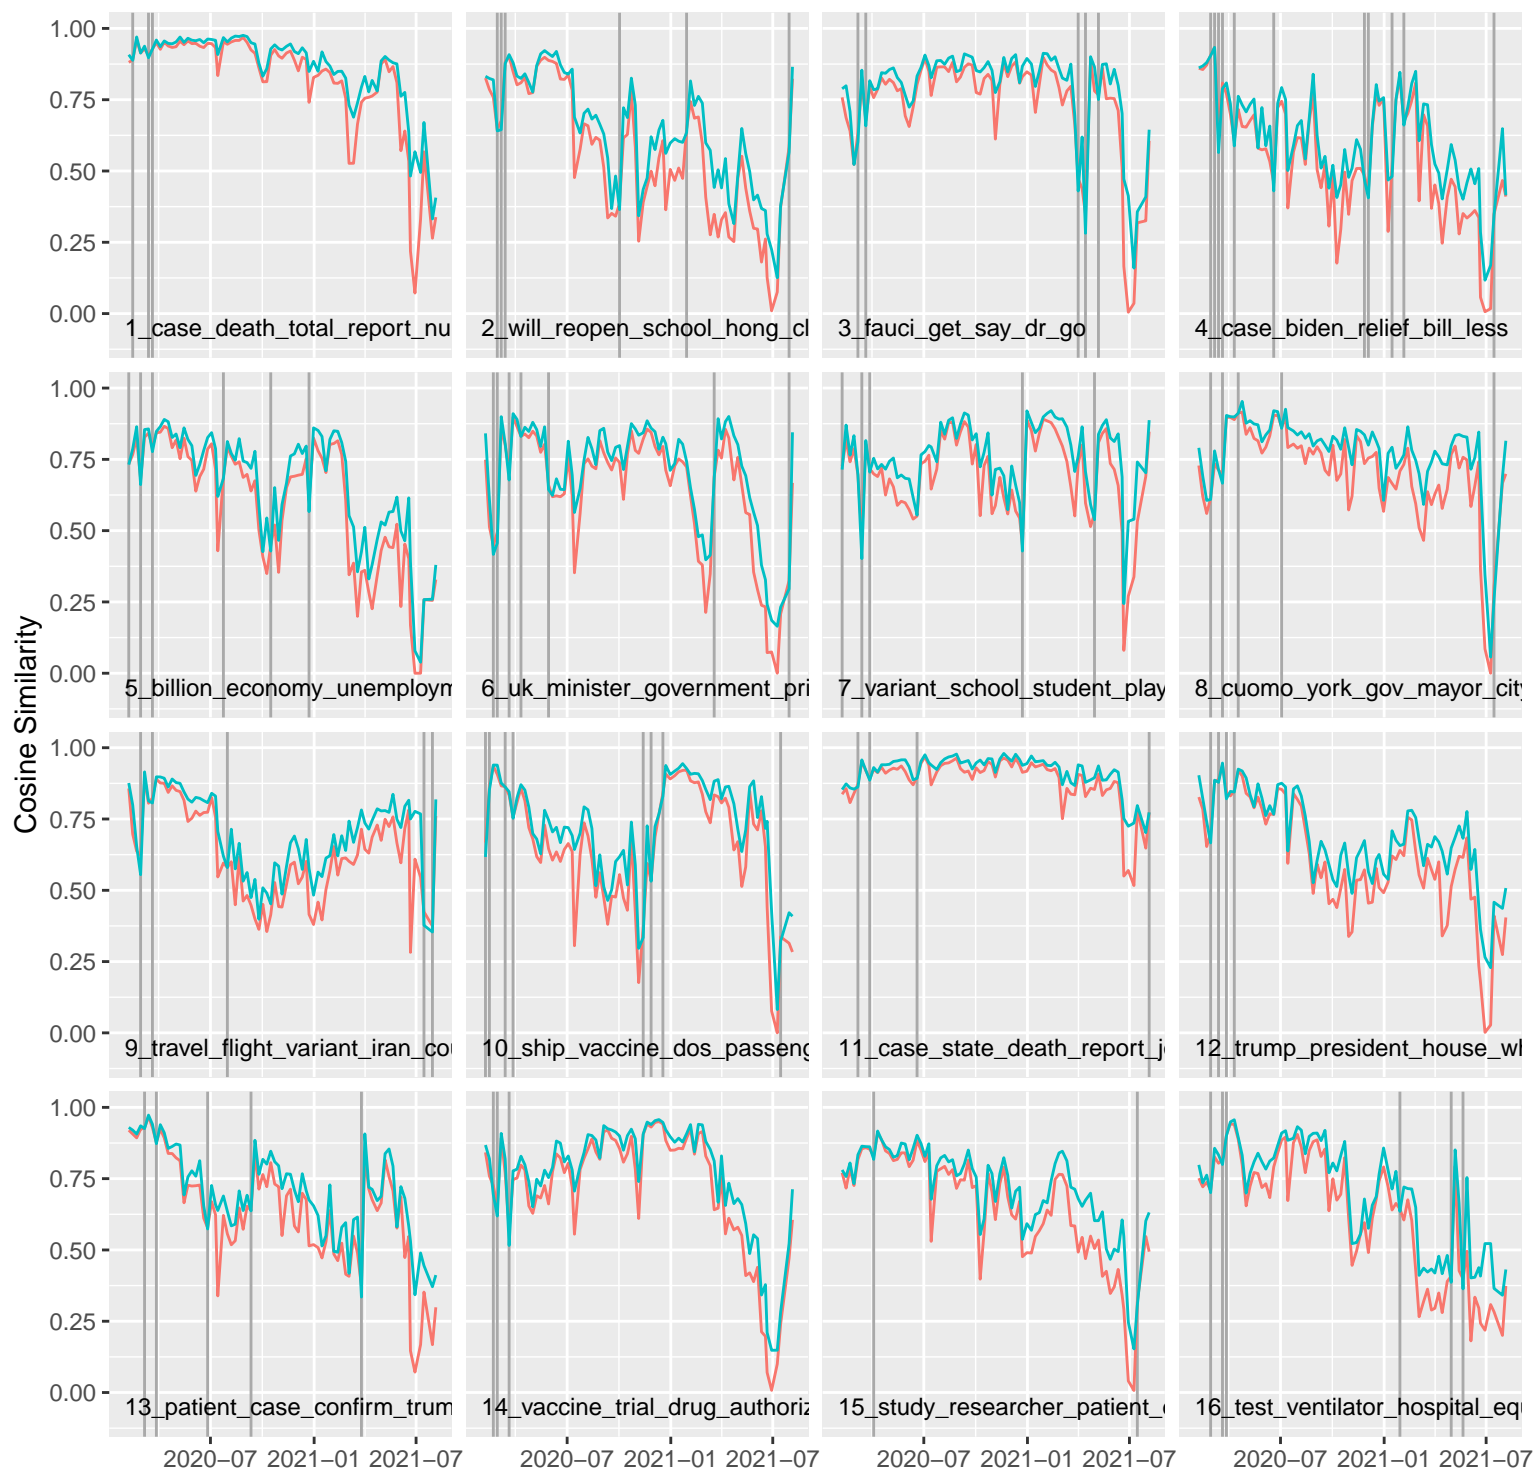 Cosine Similarity
1.00
0.75
0.50
0.25
0.00
1_case_death_total_report_nu
2_will_reopen_school_hong_cl
3_fauci_get_say_dr_go
4_case_biden_relief_bill_less
1.00
0.75
0.50
0.25
0.00
5_billion_economy_unemploym
6_uk_minister_government_pri
7_variant_school_student_play
8_cuomo_york_gov_mayor_city
1.00
0.75
0.50
0.25
0.00
9_travel_flight_variant_iran_cou
10_ship_vaccine_dos_passeng
11_case_state_death_report_j
12_trump_president_house_wh
1.00
0.75
0.50
0.25
0.00
13_patient_case_confirm_trum
14_vaccine_trial_drug_authoriz
15_study_researcher_patient_
16_test_ventilator_hospital_equ
2020−07 2021−01 2021−07
2020−07 2021−01 2021−07
2020−07 2021−01 2021−07
2020−07 2021−01 2021−07